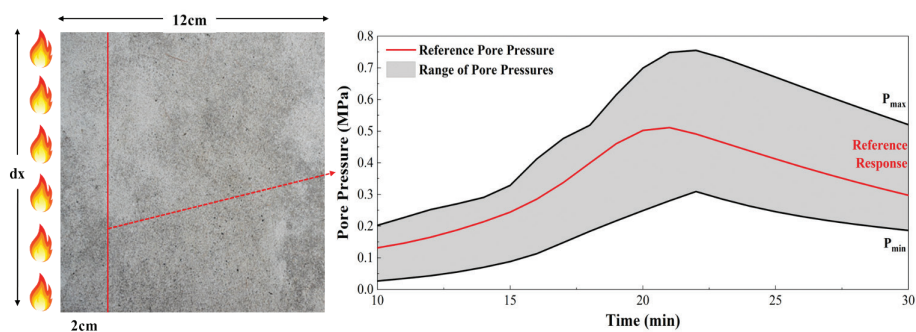 12cm
dx
2cm
Pore Pressure (MPa)
0.8
0.7
0.6
0.5
0.4
0.3
0.2
0.1
0.0
Reference Pore Pressure
Range of Pore Pressures
Pmax
Reference
Response
Pmin
10
15
20
25
30
Time (min)